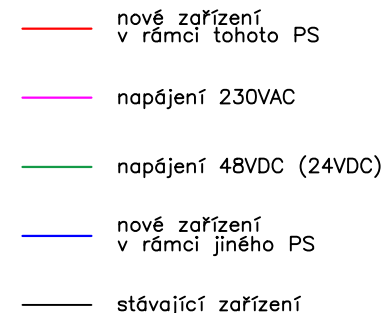 nové zařízení
v rámci tohoto PS
napájení 230VAC
napájení 48VDC (24VDC)
nové zařízení
v rámci jiného PS
stávající zařízení